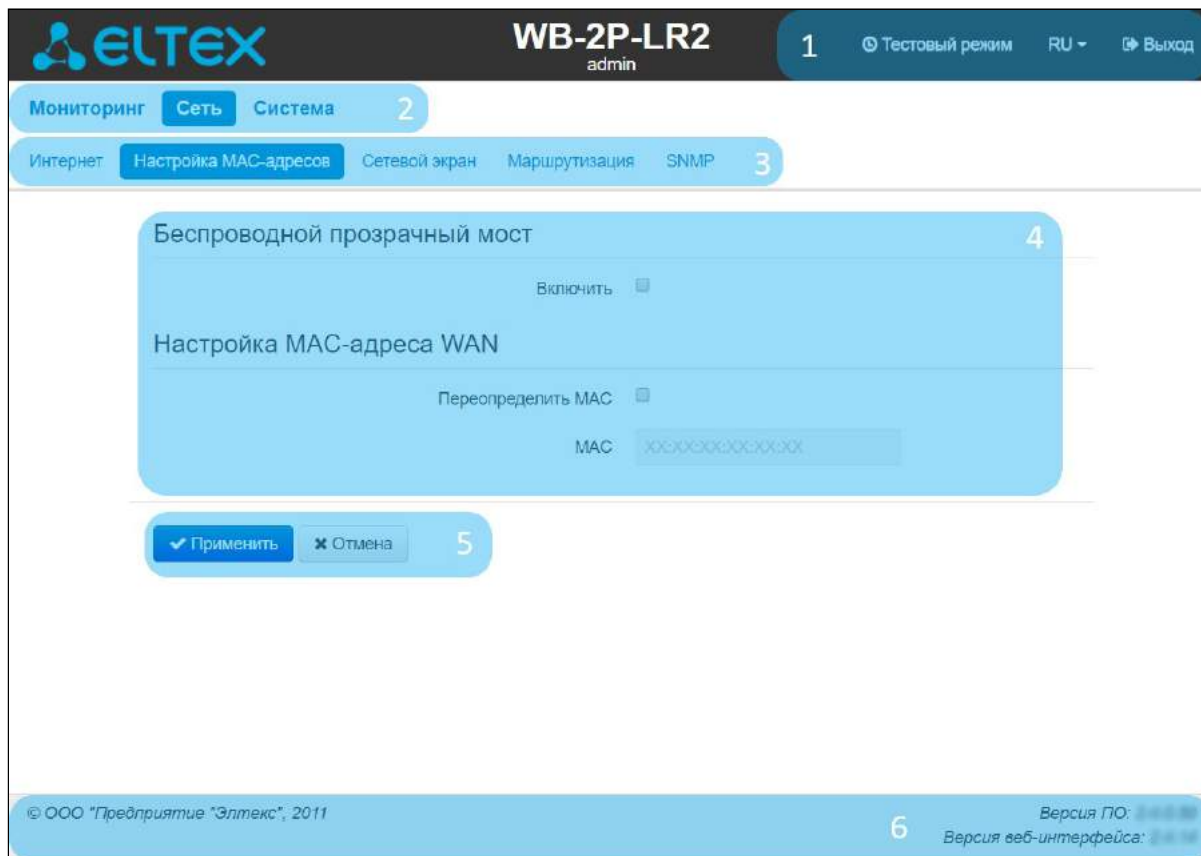 ELTEX
WB-2P-LR2
admin
1
Тестовый режим
RU
Выход
Мониторинг
Сеть
Система
2
Интернет
Настройка MAC-адресов
Сетевой экран
Маршрутизация
SNMP
3
Беспроводной прозрачный мост
4
Включить
Настройка MAC-адреса WAN
Переопределить MAC
MAC
XX:XX:XX:XX:XX:XX
Применить
Отмена
5
© ООО "Предприятие "Элтекс", 2011
6
Версия ПО:
Версия веб-интерфейса: